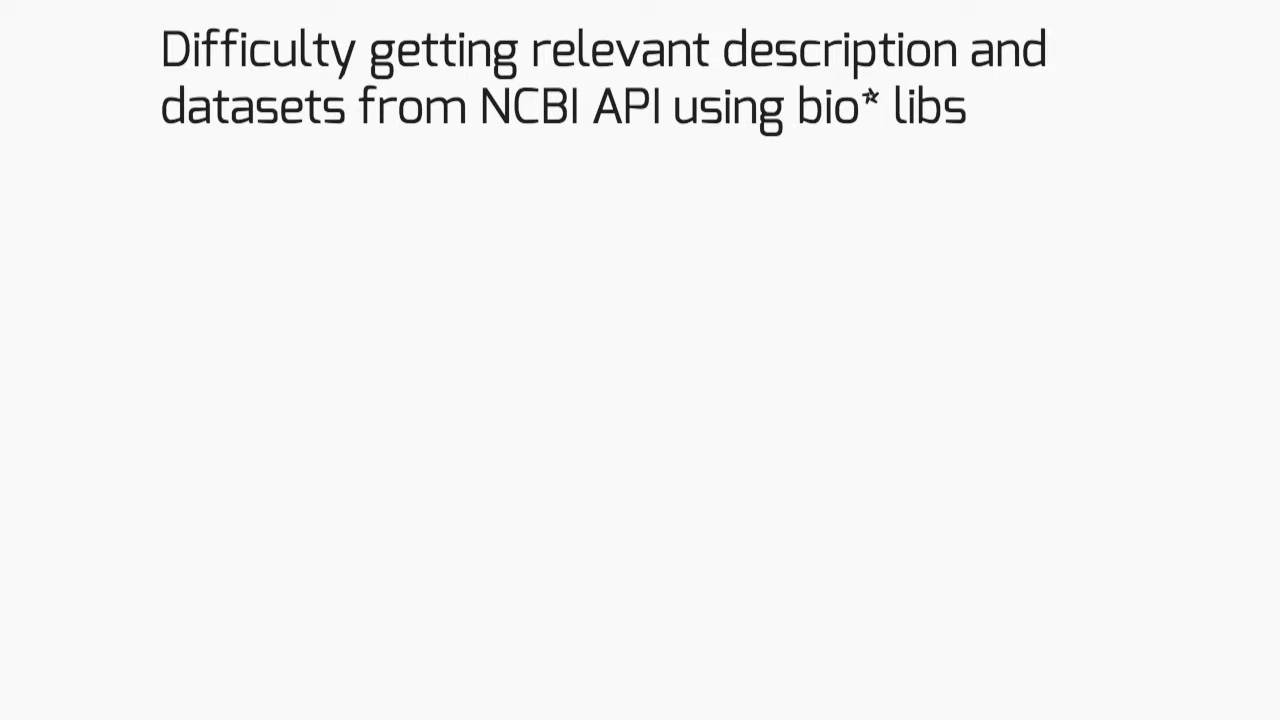 Difficulty getting relevant description and
datasets from NCBI API using bio* libs